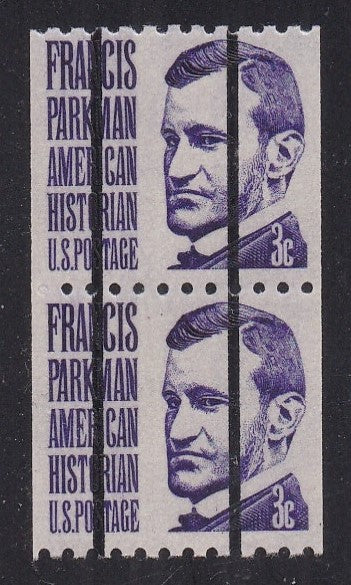 FRANCIS
PARKMAN
AMERICAN
HISTORIAN
U.S.POSTAGE
3c
FRANCIS
PARKMAN
AMERICAN
HISTORIAN
U.S.POSTAGE
3c